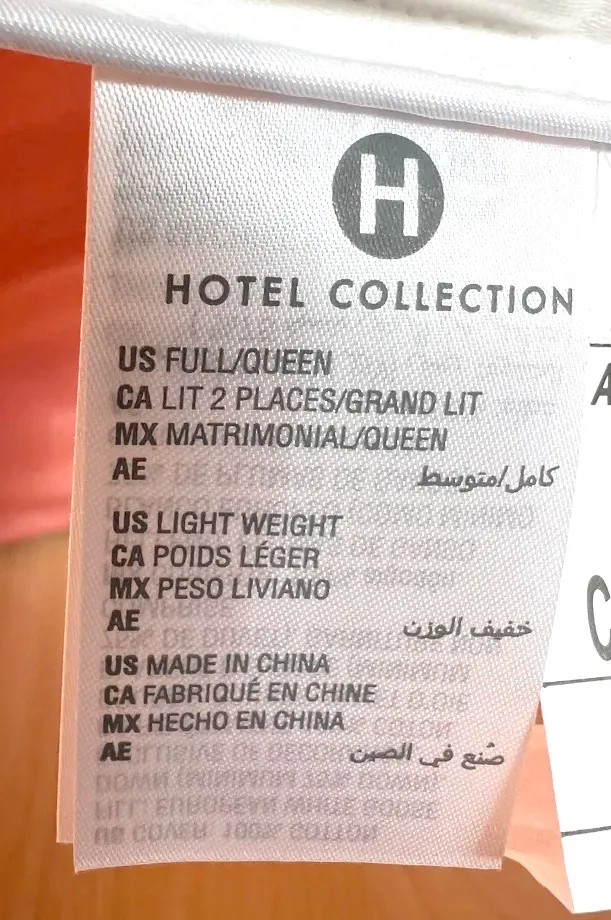 H
HOTEL COLLECTION
US FULL/QUEEN
CA LIT 2 PLACES/GRAND LIT
MX MATRIMONIAL/QUEEN
AE كامل/متوسط
US LIGHT WEIGHT
CA POIDS LÉGER
MX PESO LIVIANO
AE خفيف الوزن
US MADE IN CHINA
CA FABRIQUÉ EN CHINE
MX HECHO EN CHINA
AE صُنع في الصين